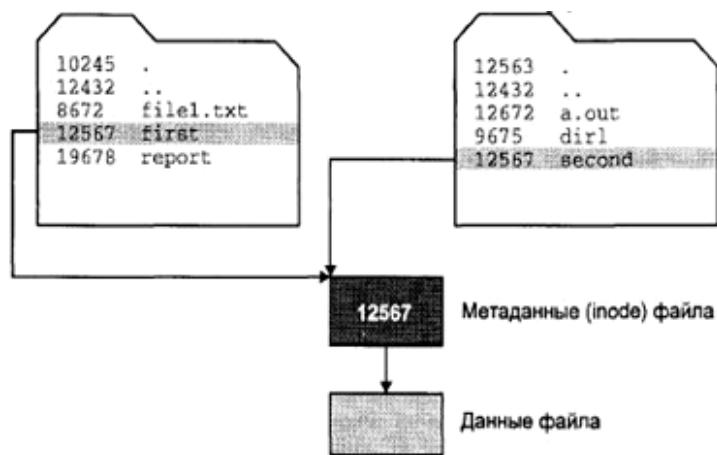 10245 .
12432 ..
8672 file1.txt
12567 first
19678 report
12563 .
12432 ..
12672 a.out
9675 dirl
12567 second
12567
Метаданные (inode) файла
Данные файла